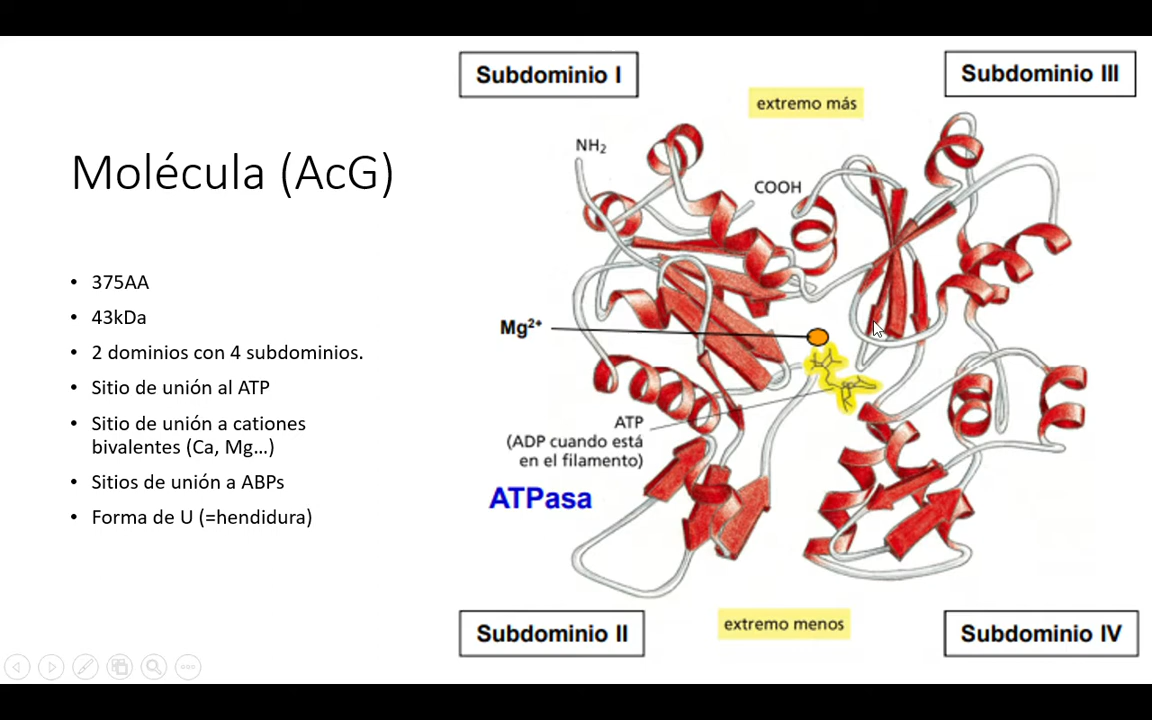 Molécula (AcG)
• 375AA
• 43kDa
• 2 dominios con 4 subdominios.
• Sitio de unión al ATP
• Sitio de unión a cationes
bivalentes (Ca, Mg…)
• Sitios de unión a ABPs
• Forma de U (=hendidura)
Subdominio I
Subdominio III
extremo más
NH₂
COOH
Mg²⁺
ATP
(ADP cuando está
en el filamento)
ATPasa
extremo menos
Subdominio II
Subdominio IV